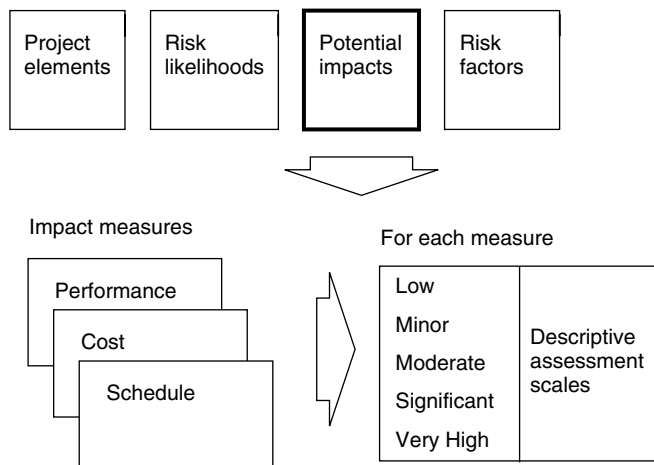 Project
elements
Risk
likelihoods
Potential
impacts
Risk
factors
Impact measures
Performance
Cost
Schedule
For each measure
Low
Minor
Moderate
Significant
Very High
Descriptive
assessment
scales